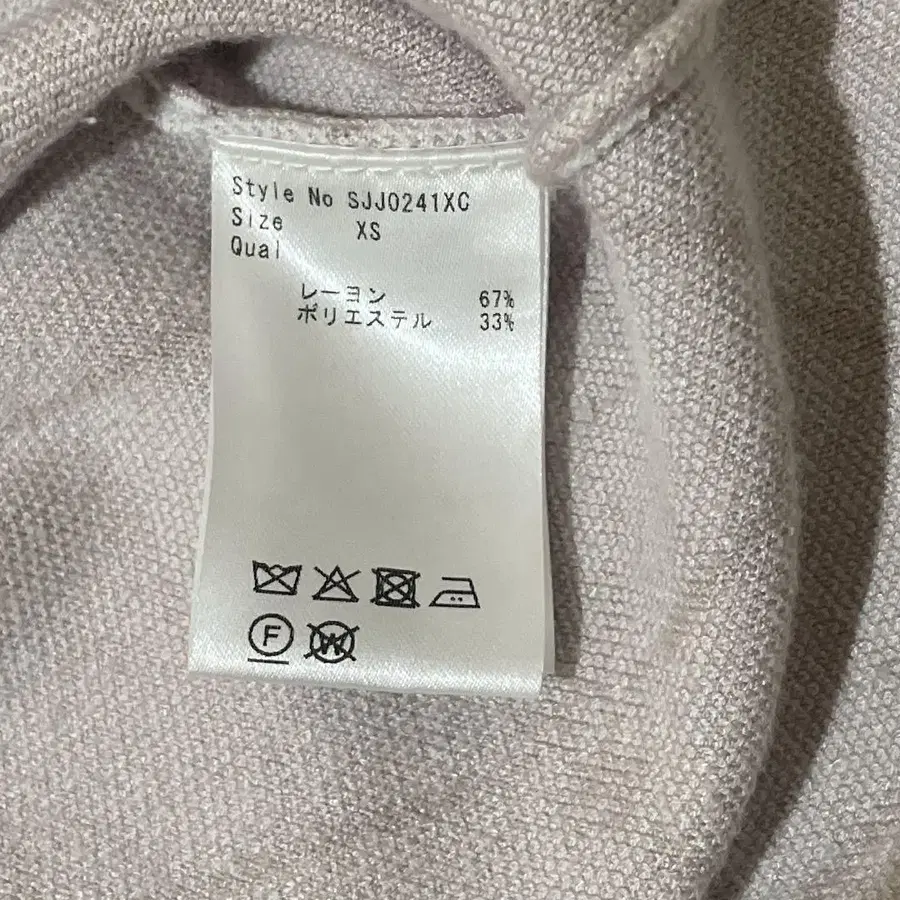 Style No SJJ0241XC
Size XS
Qual
レーヨン 67%
ポリエステル 33%
F
W